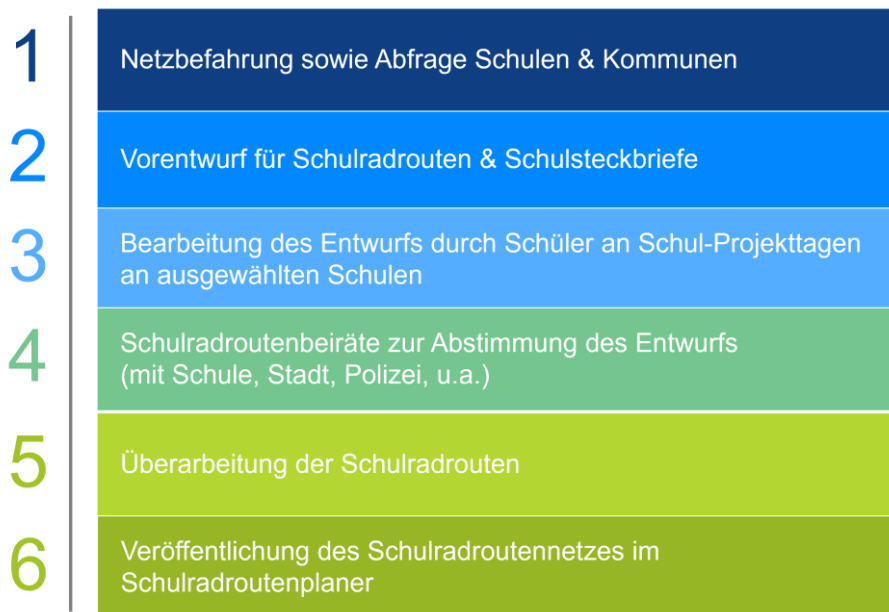 1
Netzbefahrung sowie Abfrage Schulen & Kommunen
2
Vorentwurf für Schulradrouten & Schulsteckbriefe
3
Bearbeitung des Entwurfs durch Schüler an Schul-Projekttagen
an ausgewählten Schulen
4
Schulradroutenbeiräte zur Abstimmung des Entwurfs
(mit Schule, Stadt, Polizei, u.a.)
5
Überarbeitung der Schulradrouten
6
Veröffentlichung des Schulradroutennetzes im
Schulradroutenplaner